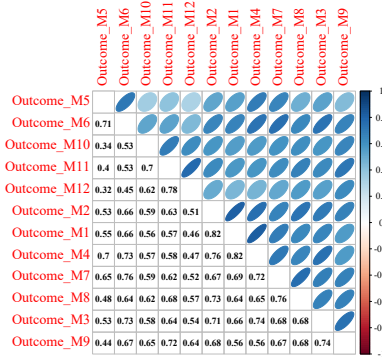 Outcome_M5
Outcome_M6
Outcome_M10
Outcome_M11
Outcome_M12
Outcome_M2
Outcome_M1
Outcome_M4
Outcome_M7
Outcome_M8
Outcome_M3
Outcome_M9
Outcome_M5
Outcome_M6 0.71
Outcome_M10 0.34 0.53
Outcome_M11 0.4 0.53 0.7
Outcome_M12 0.32 0.45 0.62 0.78
Outcome_M2 0.53 0.66 0.59 0.63 0.51
Outcome_M1 0.55 0.66 0.56 0.57 0.46 0.82
Outcome_M4 0.7 0.73 0.57 0.58 0.47 0.76 0.82
Outcome_M7 0.65 0.76 0.59 0.62 0.52 0.67 0.69 0.72
Outcome_M8 0.48 0.64 0.62 0.68 0.57 0.73 0.64 0.65 0.76
Outcome_M3 0.53 0.73 0.58 0.64 0.54 0.71 0.66 0.74 0.68 0.68
Outcome_M9 0.44 0.67 0.65 0.72 0.64 0.68 0.56 0.56 0.67 0.68 0.74
1
0